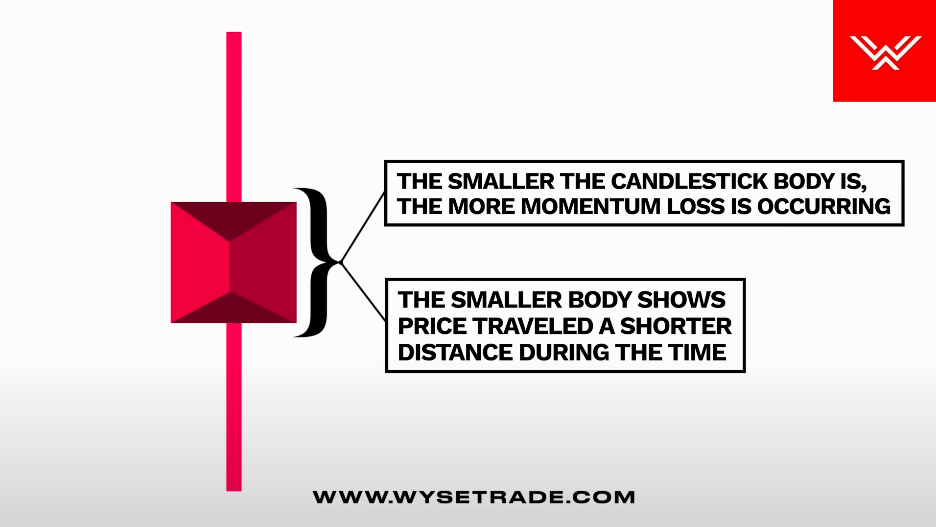 THE SMALLER THE CANDLESTICK BODY IS,
THE MORE MOMENTUM LOSS IS OCCURRING
THE SMALLER BODY SHOWS
PRICE TRAVELED A SHORTER
DISTANCE DURING THE TIME
WWW.WYSETRADE.COM